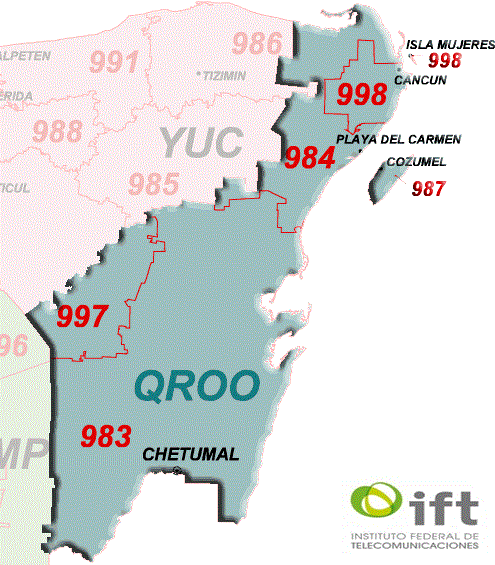 ISLA MUJERES
998
986
ALPETEN
991
TIZIMIN
CANCUN
998
ERIDA
988
YUC
PLAYA DEL CARMEN
984
COZUMEL
987
985
TICUL
997
96
QROO
983
MP
CHETUMAL
ift
INSTITUTO FEDERAL DE
TELECOMUNICACIONES